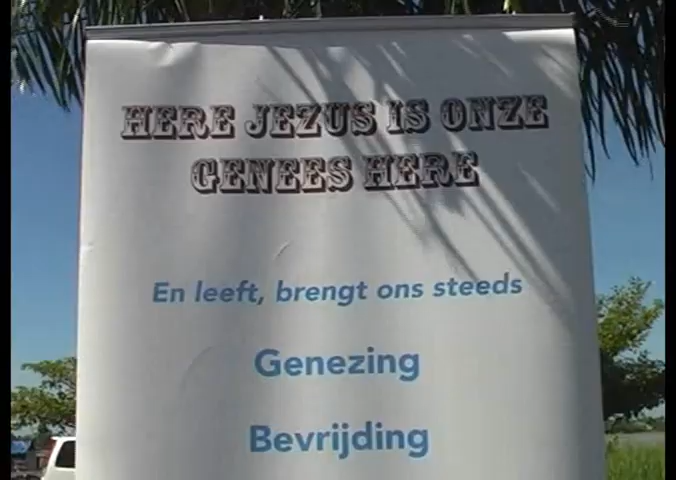 HERE JEZUS IS ONZE
GENEES HERE
En leeft, brengt ons steeds
Genezing
Bevrijding